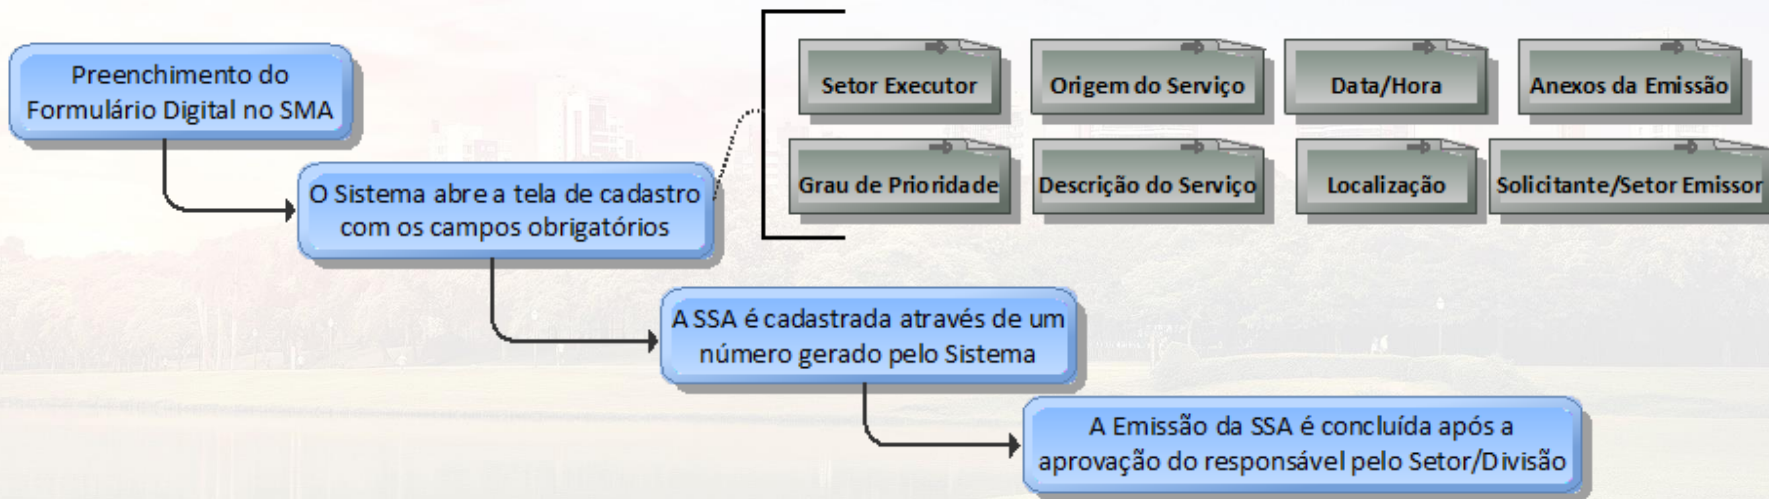 Preenchimento do
Formulário Digital no SMA
O Sistema abre a tela de cadastro
com os campos obrigatórios
Setor Executor
Origem do Serviço
Data/Hora
Anexos da Emissão
Grau de Prioridade
Descrição do Serviço
Localização
Solicitante/Setor Emissor
A SSA é cadastrada através de um
número gerado pelo Sistema
A Emissão da SSA é concluída após a
aprovação do responsável pelo Setor/Divisão